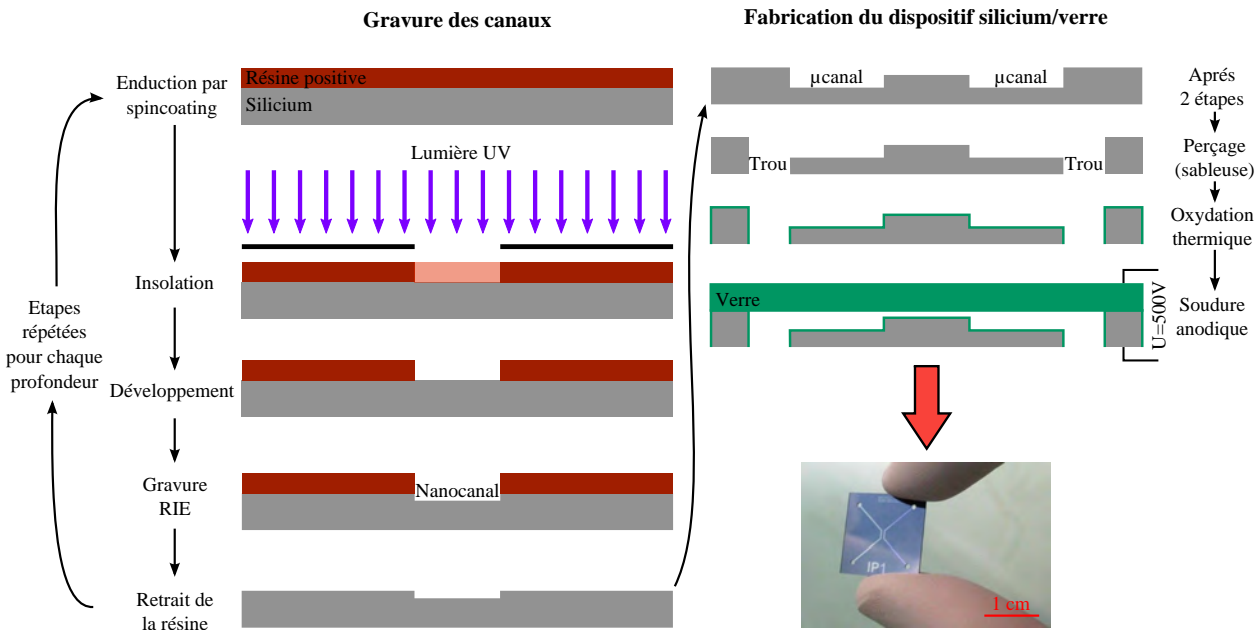 Gravure des canaux
Enduction par
spincoating
Résine positive
Silicium
Lumière UV
Insolation
Etapes
répétées
pour chaque
profondeur
Développement
Gravure
RIE
Nanocanal
Retrait de
la résine
Fabrication du dispositif silicium/verre
µcanal
µcanal
Aprés
2 étapes
Trou
Trou
Perçage
(sableuse)
Oxydation
thermique
Verre
U=500V
Soudure
anodique
JP1
1 cm